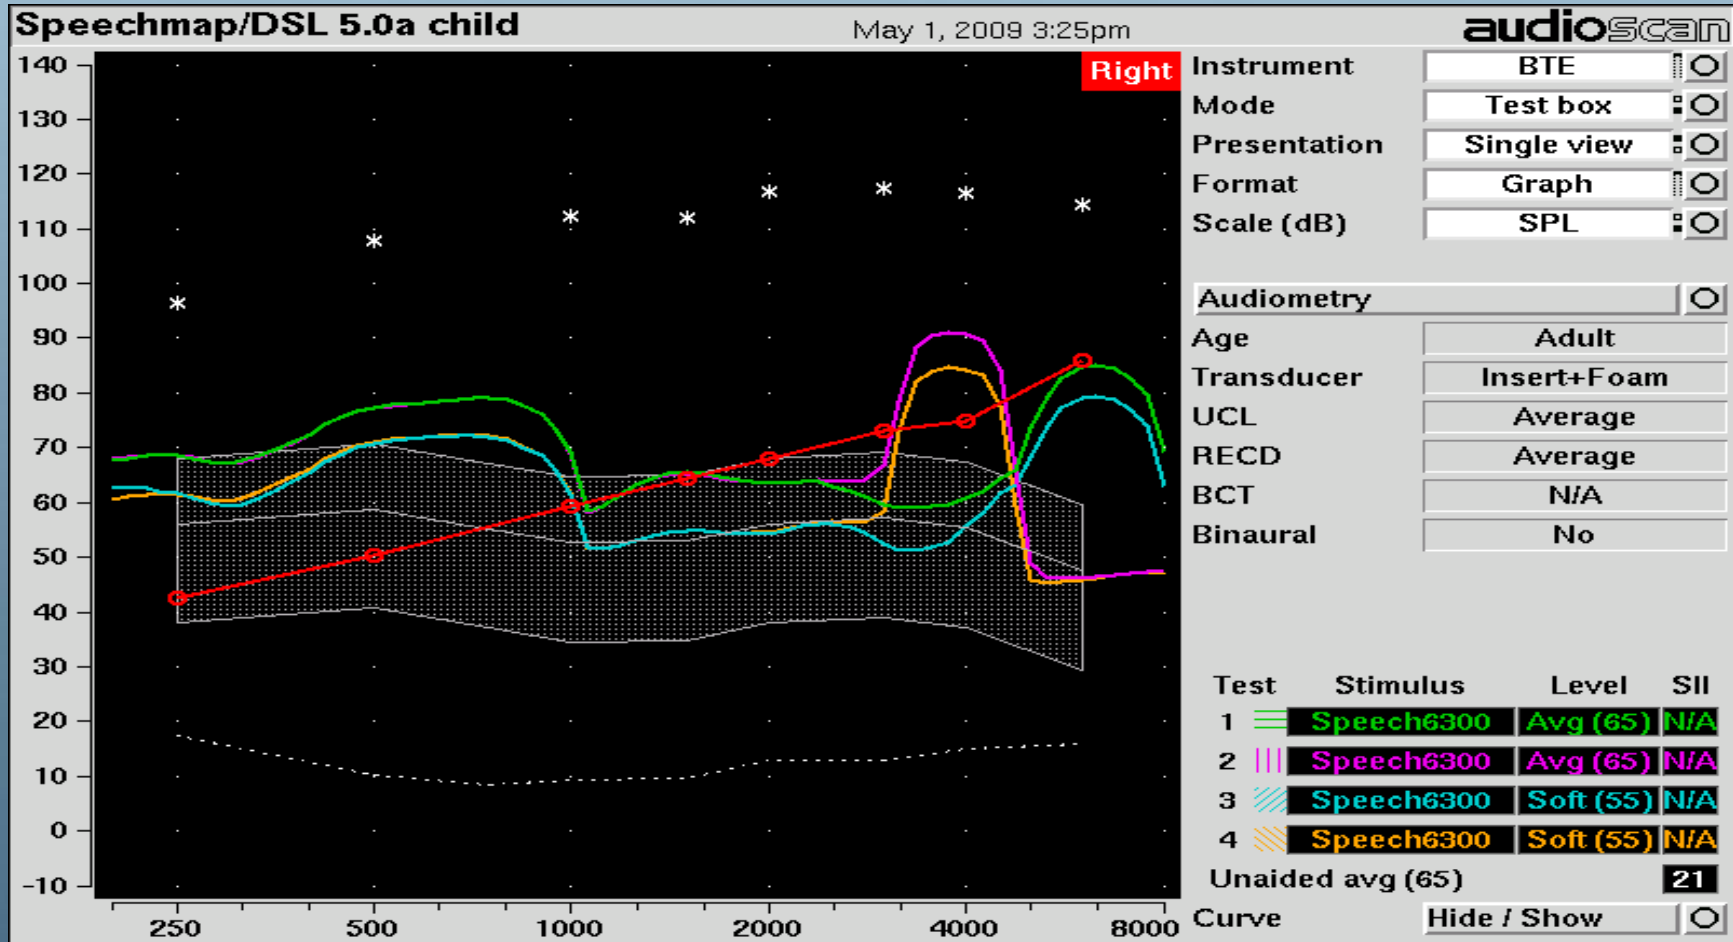 Speechmap/DSL 5.0a child May 1, 2009 3:25pm audioscan
140
130
120
110
100
90
80
70
60
50
40
30
20
10
0
-10
250 500 1000 2000 4000 8000
Right
Instrument BTE
Mode Test box
Presentation Single view
Format Graph
Scale (dB) SPL
Audiometry
Age Adult
Transducer Insert+Foam
UCL Average
RECD Average
BCT N/A
Binaural No
Test Stimulus Level SII
1 Speech6300 Avg (65) N/A
2 Speech6300 Avg (65) N/A
3 Speech6300 Soft (55) N/A
4 Speech6300 Soft (55) N/A
Unaided avg (65) 21
Curve Hide / Show